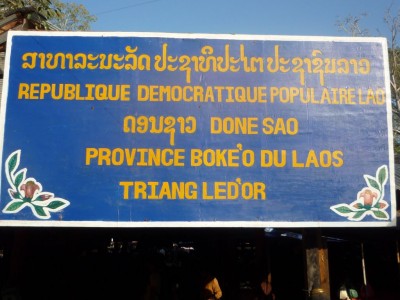 ສາທາລະນະລັດ ປະຊາທິປະໄຕ ປະຊາຊົນລາວ
REPUBLIQUE DEMOCRATIQUE POPULAIRE LAO
ດອນຊາວ DONE SAO
PROVINCE BOKE'O DU LAOS
TRIANG LED'OR